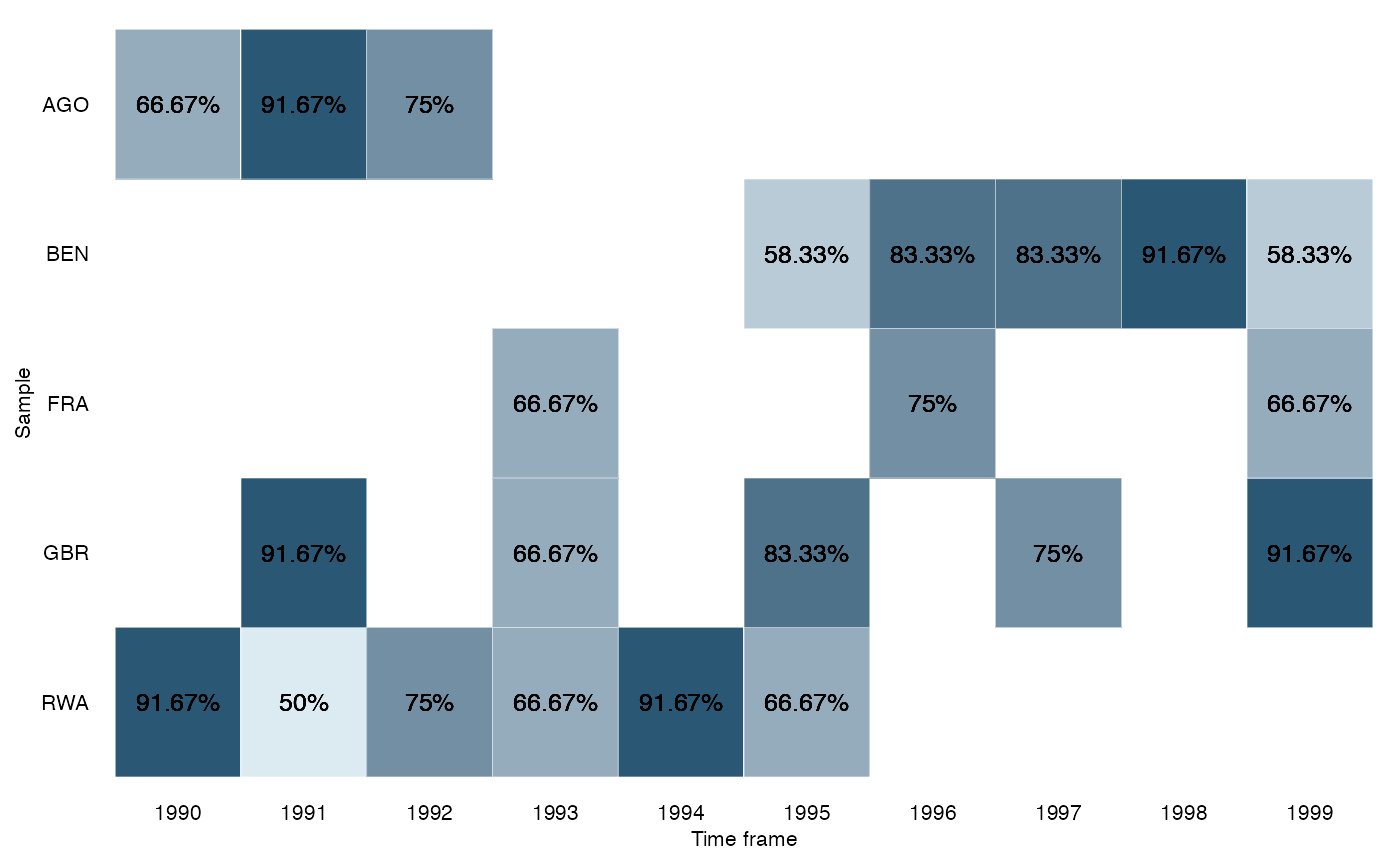 AGO 66.67% 91.67% 75%
BEN 58.33% 83.33% 83.33% 91.67% 58.33%
Sample
FRA 66.67% 75% 66.67%
GBR 91.67% 66.67% 83.33% 75% 91.67%
RWA 91.67% 50% 75% 66.67% 91.67% 66.67%
1990 1991 1992 1993 1994 1995 1996 1997 1998 1999
Time frame